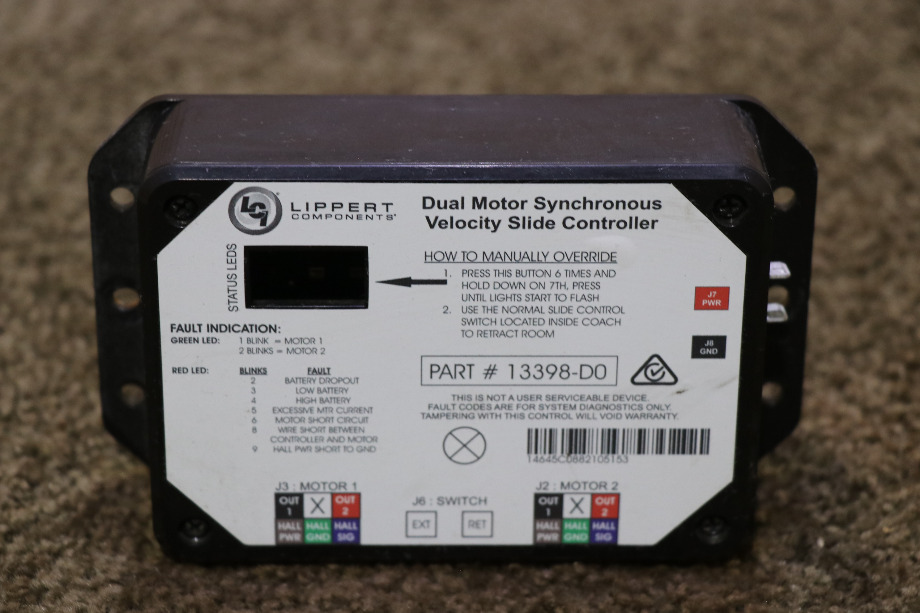 LCI
LIPPERT
COMPONENTS®
Dual Motor Synchronous
Velocity Slide Controller
STATUS LEDS
HOW TO MANUALLY OVERRIDE
1. PRESS THIS BUTTON 6 TIMES AND
HOLD DOWN ON 7TH, PRESS
UNTIL LIGHTS START TO FLASH
2. USE THE NORMAL SLIDE CONTROL
SWITCH LOCATED INSIDE COACH
TO RETRACT ROOM
J7
PWR
J8
GND
FAULT INDICATION:
GREEN LED: 1 BLINK = MOTOR 1
2 BLINKS = MOTOR 2
RED LED: BLINKS FAULT
2 BATTERY DROPOUT
3 LOW BATTERY
4 HIGH BATTERY
5 EXCESSIVE MTR CURRENT
6 MOTOR SHORT CIRCUIT
8 WIRE SHORT BETWEEN
CONTROLLER AND MOTOR
9 HALL PWR SHORT TO GND
PART # 13398-D0
THIS IS NOT A USER SERVICEABLE DEVICE.
FAULT CODES ARE FOR SYSTEM DIAGNOSTICS ONLY.
TAMPERING WITH THIS CONTROL WILL VOID WARRANTY.
14645C0882105153
J3 : MOTOR 1
OUT 1 X OUT 2
HALL PWR HALL GND HALL SIG
J6 : SWITCH
EXT RET
J2 : MOTOR 2
OUT 1 X OUT 2
HALL PWR HALL GND HALL SIG